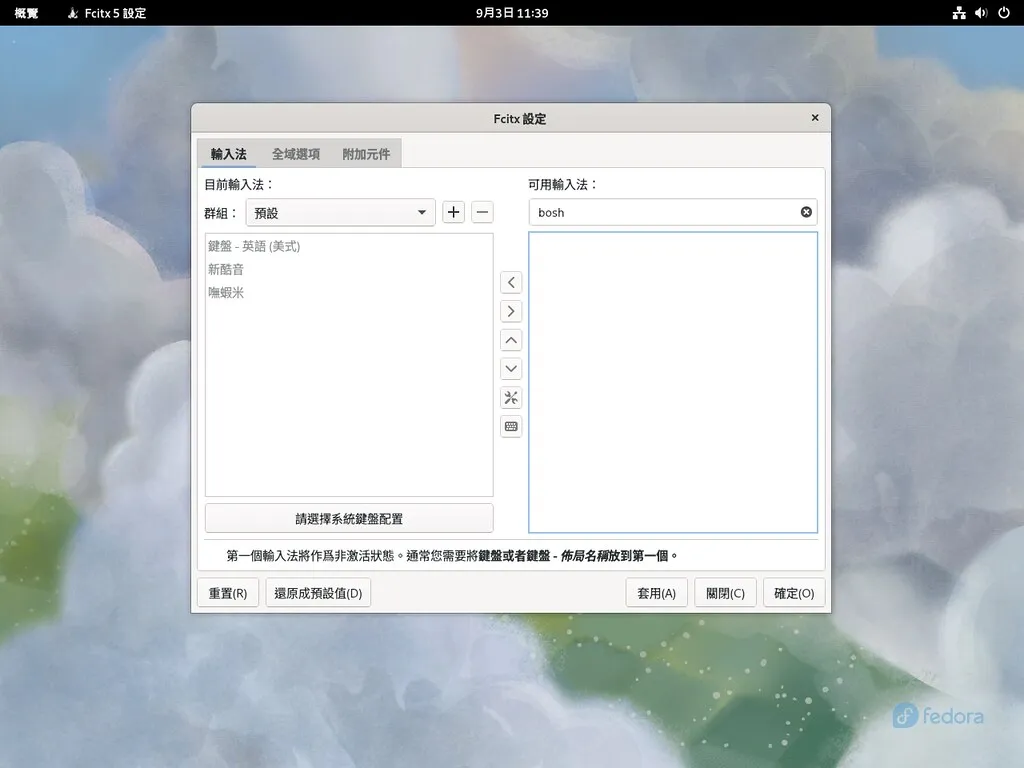 概覽 Fcitx 5 設定 9月3日 11:39
Fcitx 設定
輸入法 全域選項 附加元件
目前輸入法：
群組： 預設
鍵盤 - 英語 (美式)
新酷音
嘸蝦米
請選擇系統鍵盤配置
可用輸入法：
bosh
第一個輸入法將作爲非激活狀態。通常您需要將鍵盤或者鍵盤 - 佈局名稱放到第一個。
重置(R) 還原成預設值(D) 套用(A) 關閉(C) 確定(O)
fedora